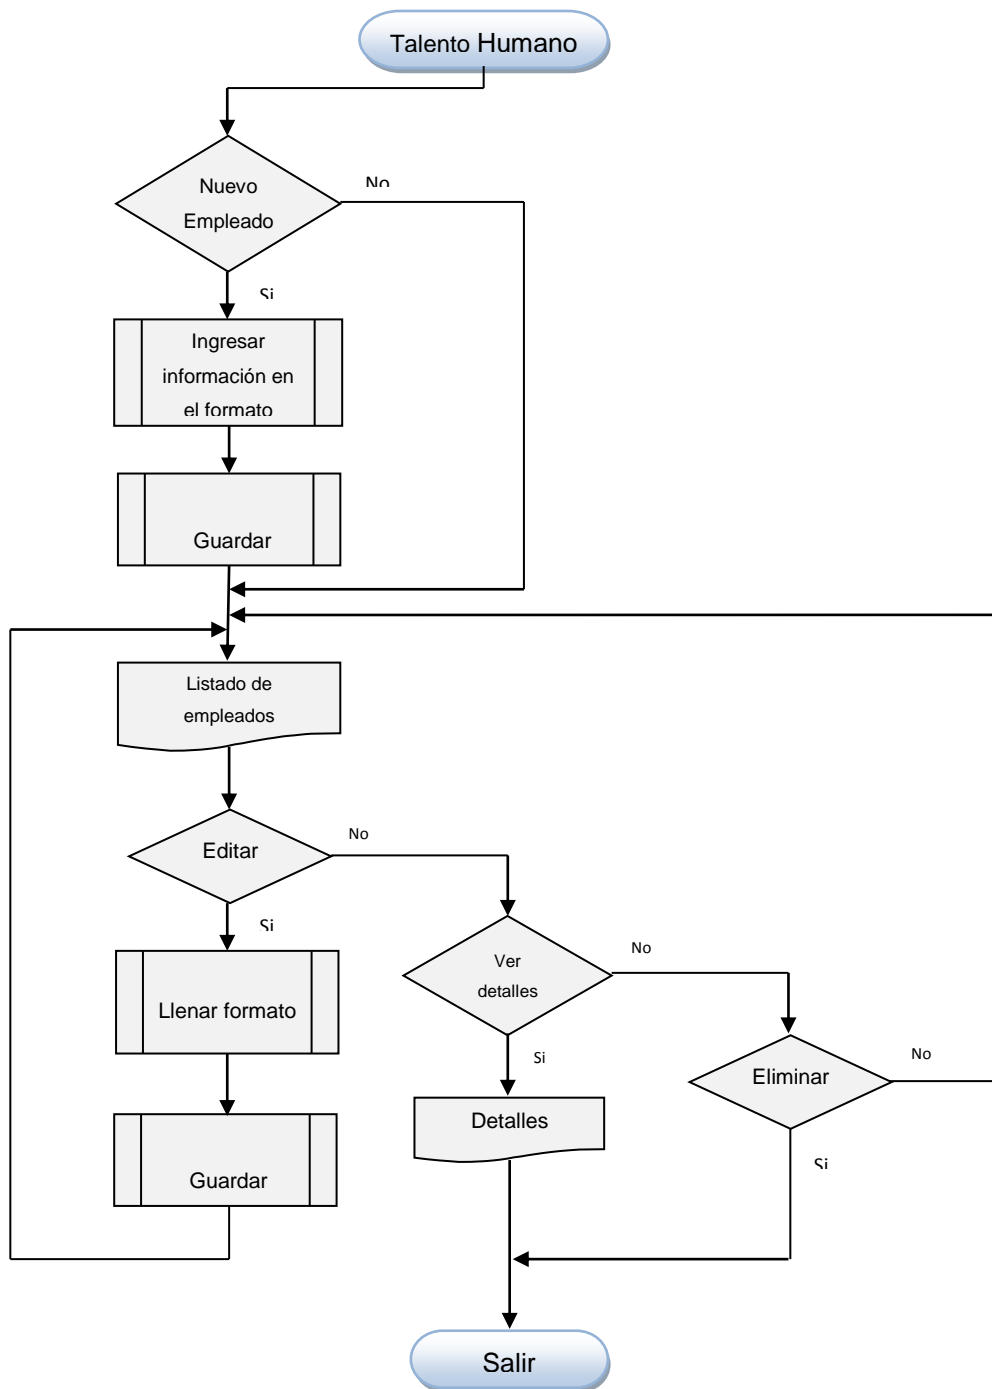 Talento Humano
Nuevo
Empleado
No
Si
Ingresar
información en
el formato
Guardar
Listado de
empleados
Editar
No
Si
Ver
detalles
No
Llenar formato
Si
Eliminar
No
Detalles
Guardar
Si
Salir